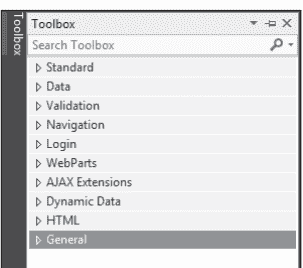 Toolbox
Toolbox
Search Toolbox
Standard
Data
Validation
Navigation
Login
WebParts
AJAX Extensions
Dynamic Data
HTML
General